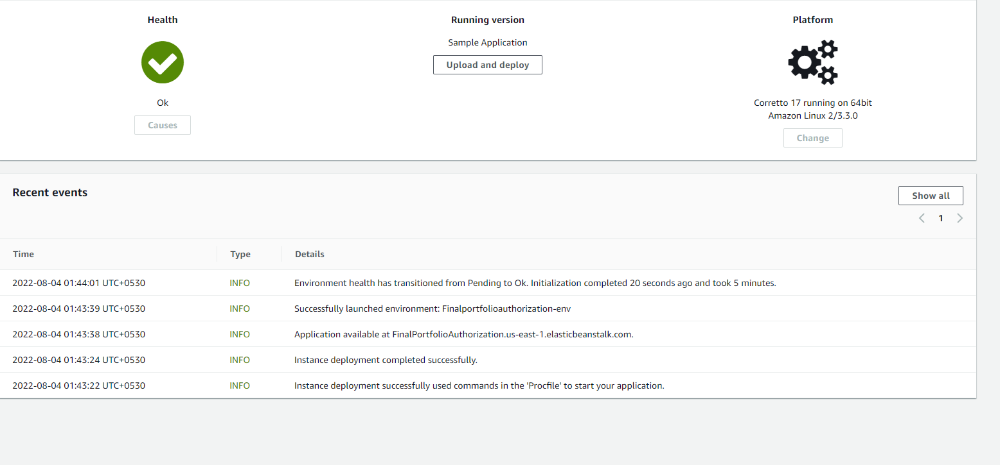 Health
Running version
Platform
Sample Application
Upload and deploy
Ok
Causes
Corretto 17 running on 64bit
Amazon Linux 2/3.3.0
Change
Recent events
Show all
1
Time Type Details
2022-08-04 01:44:01 UTC+0530 INFO Environment health has transitioned from Pending to Ok. Initialization completed 20 seconds ago and took 5 minutes.
2022-08-04 01:43:39 UTC+0530 INFO Successfully launched environment: Finalportfolioauthorization-env
2022-08-04 01:43:38 UTC+0530 INFO Application available at FinalPortfolioAuthorization.us-east-1.elasticbeanstalk.com.
2022-08-04 01:43:24 UTC+0530 INFO Instance deployment completed successfully.
2022-08-04 01:43:22 UTC+0530 INFO Instance deployment successfully used commands in the 'Procfile' to start your application.